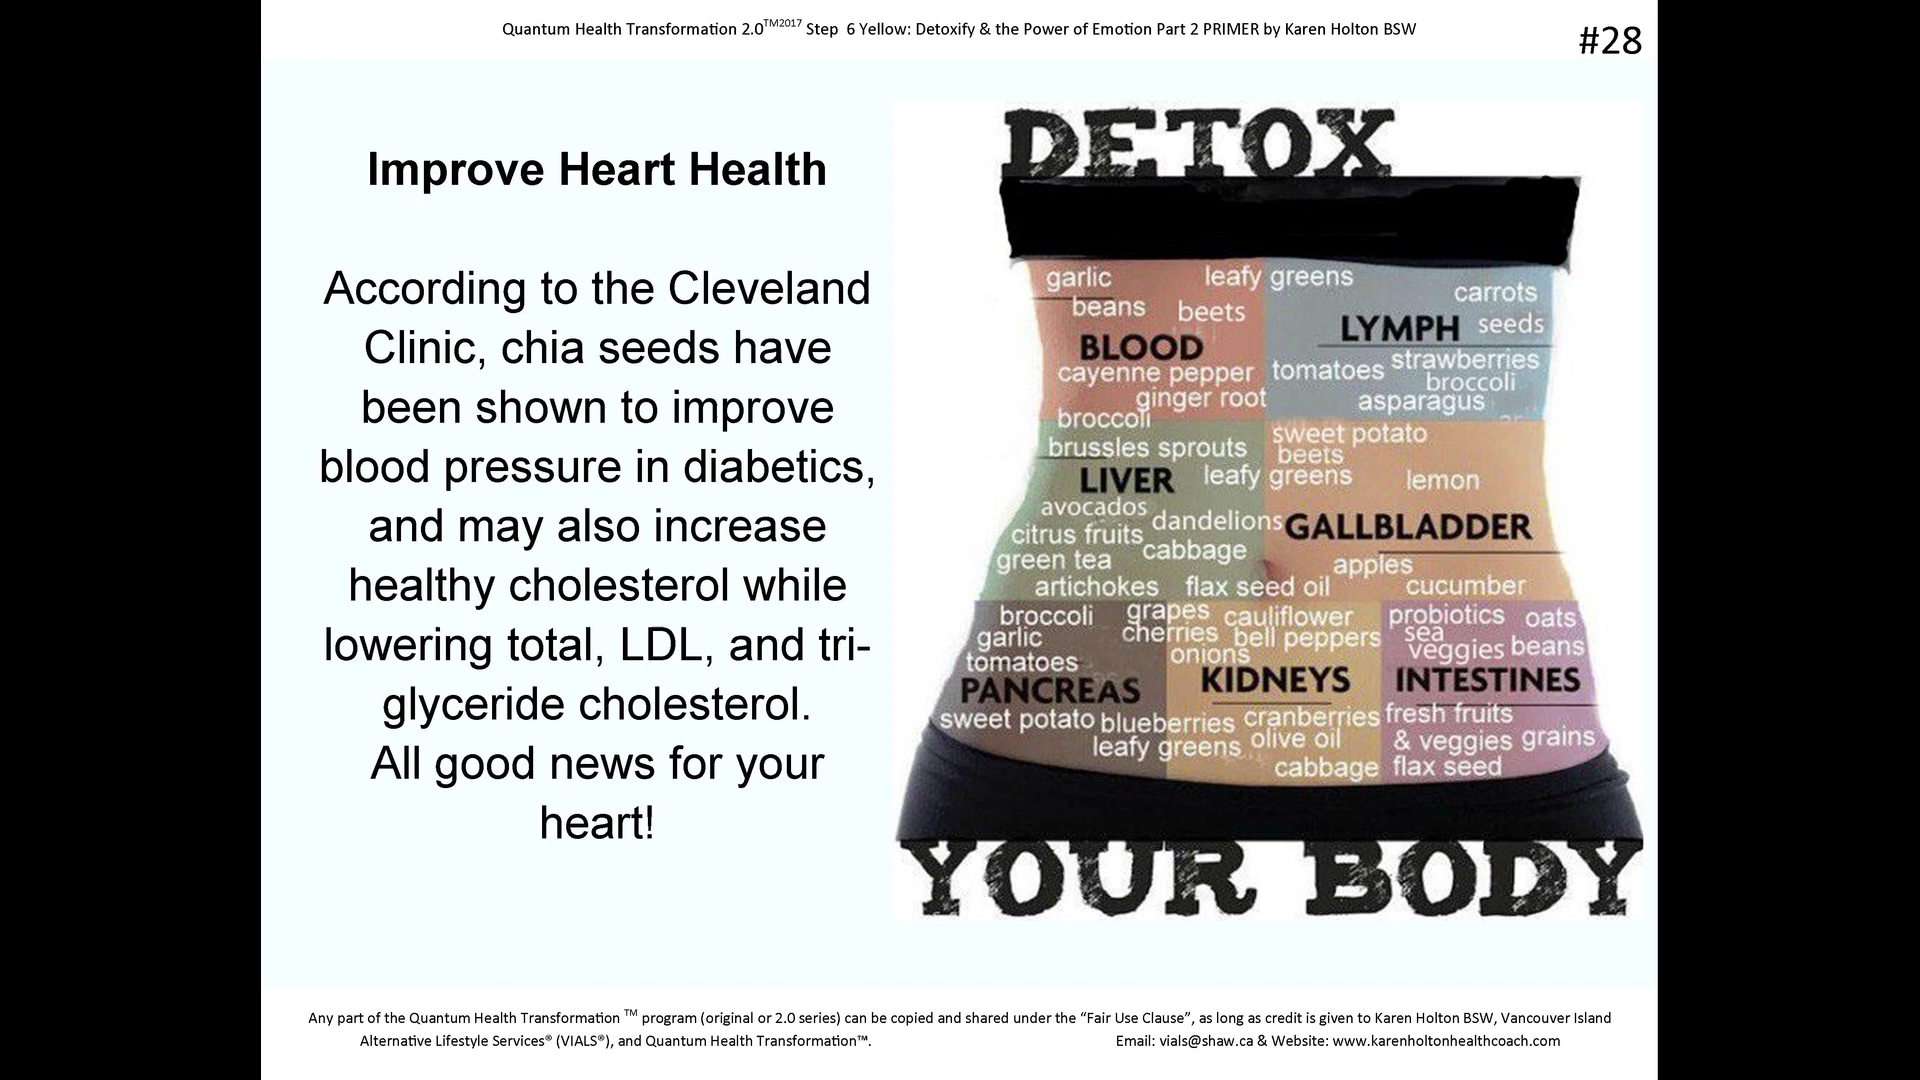 Quantum Health Transformation 2.0TM2017 Step 6 Yellow: Detoxify & the Power of Emotion Part 2 PRIMER by Karen Holton BSW
#28
Improve Heart Health
According to the Cleveland
Clinic, chia seeds have
been shown to improve
blood pressure in diabetics,
and may also increase
healthy cholesterol while
lowering total, LDL, and tri-
glyceride cholesterol.
All good news for your
heart!
DETOX
garlic
leafy greens
beans
beets
BLOOD
cayenne pepper
ginger root
broccoli
carrots
LYMPH
seeds
tomatoes
strawberries
broccoli
asparagus
brussles sprouts
LIVER
leafy greens
avocados
dandelions
citrus fruits
cabbage
green tea
artichokes
flax seed oil
sweet potato
beets
lemon
GALLBLADDER
apples
cucumber
broccoli
grapes
garlic
cherries
tomatoes
PANCREAS
sweet potato
blueberries
leafy greens
cauliflower
bell peppers
onions
KIDNEYS
cranberries
olive oil
cabbage
probiotics
oats
sea
veggies
beans
INTESTINES
fresh fruits
& veggies
grains
flax seed
YOUR BODY
Any part of the Quantum Health Transformation TM program (original or 2.0 series) can be copied and shared under the “Fair Use Clause”, as long as credit is given to Karen Holton BSW, Vancouver Island
Alternative Lifestyle Services® (VIALS®), and Quantum Health Transformation™.
Email: vials@shaw.ca & Website: www.karenholtonhealthcoach.com